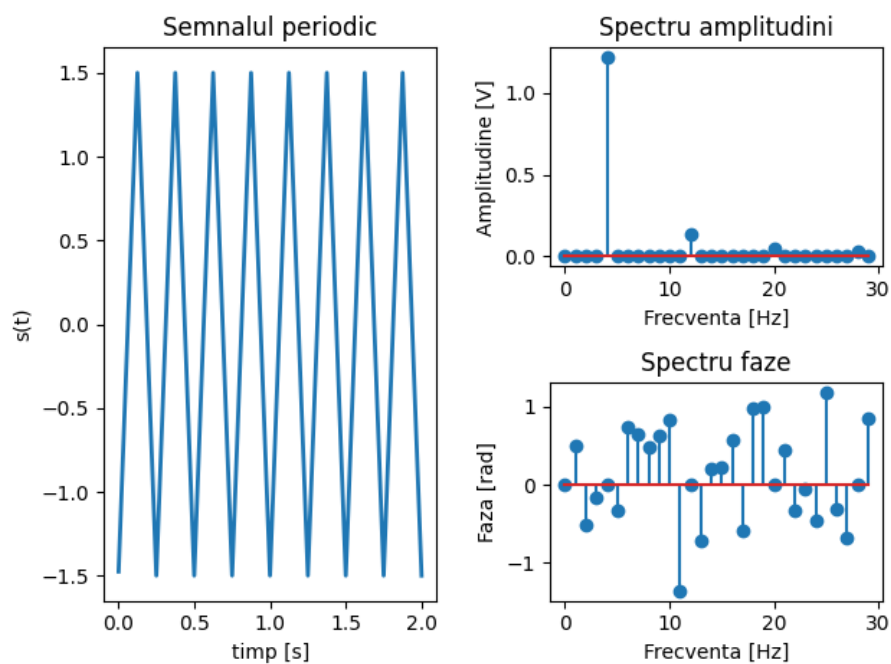 Semnalul periodic
s(t)
1.5
1.0
0.5
0.0
−0.5
−1.0
−1.5
0.0 0.5 1.0 1.5 2.0
timp [s]
Spectru amplitudini
Amplitudine [V]
1.0
0.5
0.0
0 10 20 30
Frecventa [Hz]
Spectru faze
Faza [rad]
1
0
−1
0 10 20 30
Frecventa [Hz]